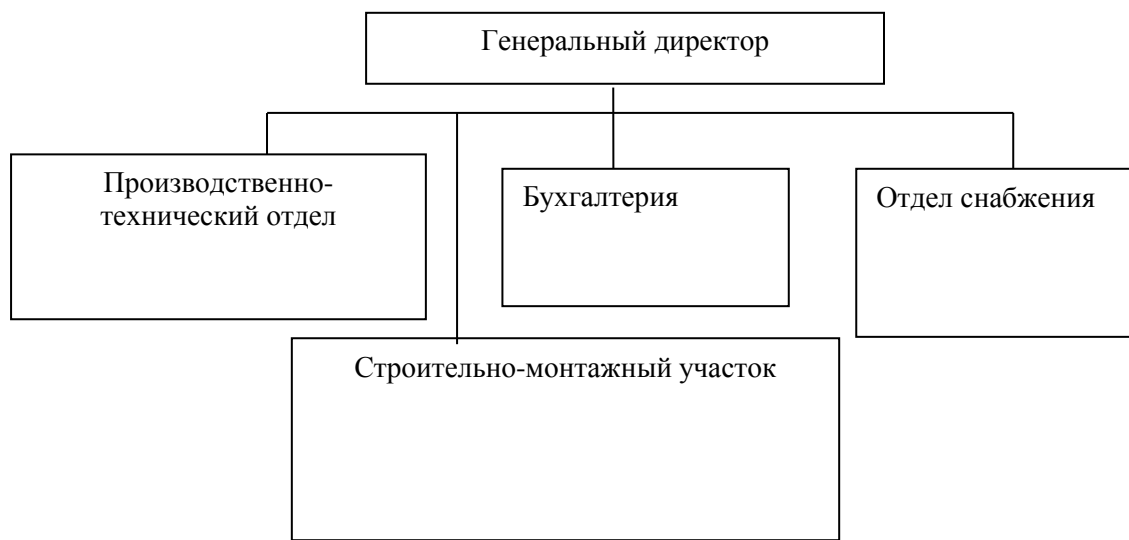 Генеральный директор
Производственно-
технический отдел
Бухгалтерия
Отдел снабжения
Строительно-монтажный участок